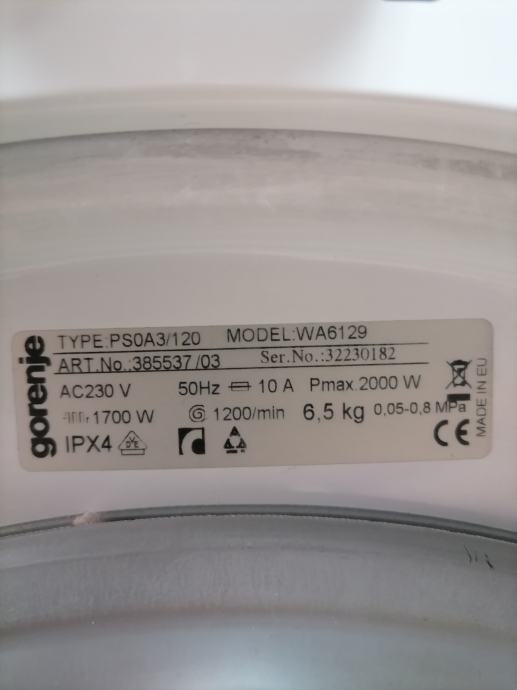 gorenje
TYPE:PS0A3/120 MODEL:WA6129
ART.No.:385537/03 Ser.No.:32230182
AC230 V 50Hz 10 A Pmax.2000 W
1700 W 1200/min 6,5 kg 0,05-0,8 MPa
IPX4 VDE CE
MADE IN EU